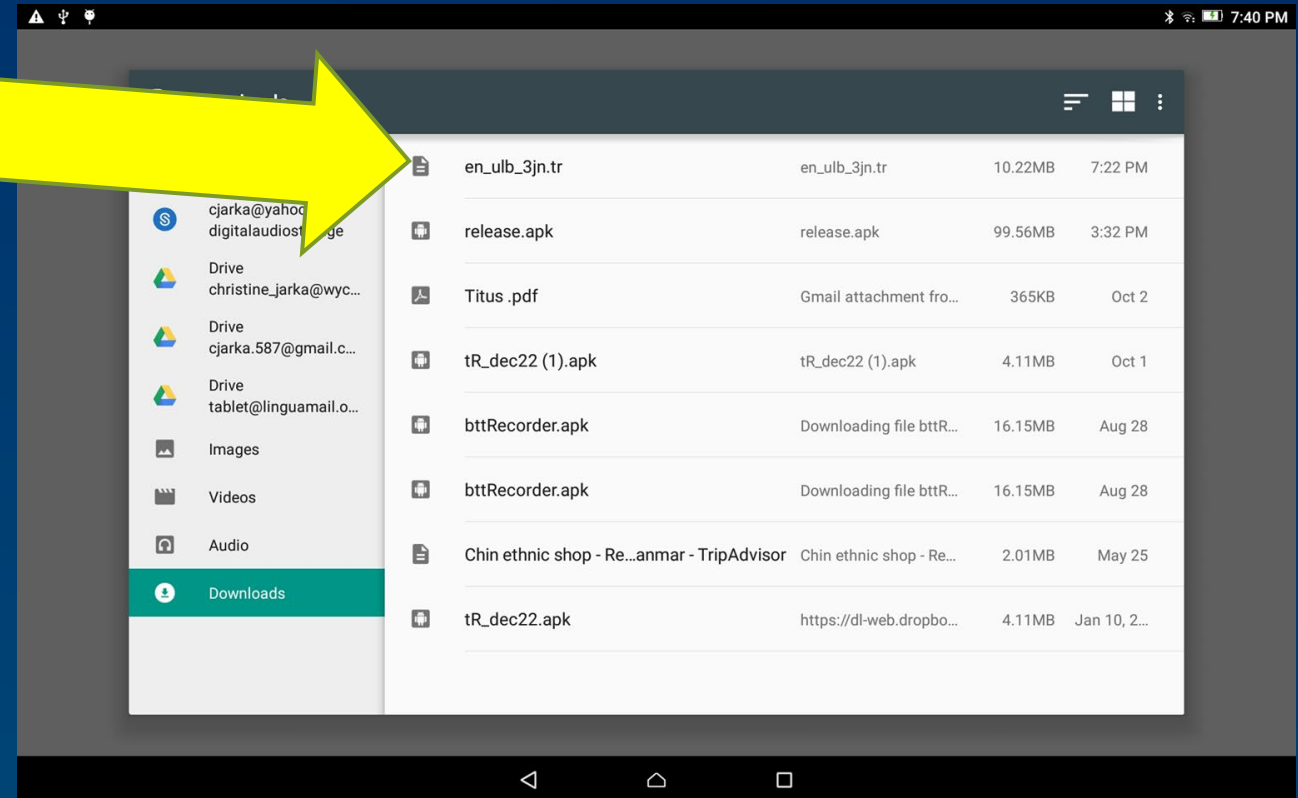 7:40 PM
en_ulb_3jn.tr en_ulb_3jn.tr 10.22MB 7:22 PM
digitalaudiost
release.apk release.apk 99.56MB 3:32 PM
Drive
christine_jarka@wyc...
Titus .pdf Gmail attachment fro... 365KB Oct 2
Drive
cjarka.587@gmail.c...
tR_dec22 (1).apk tR_dec22 (1).apk 4.11MB Oct 1
Drive
tablet@linguamail.o...
bttRecorder.apk Downloading file bttR... 16.15MB Aug 28
Images
Videos
bttRecorder.apk Downloading file bttR... 16.15MB Aug 28
Audio
Chin ethnic shop - Re...anmar - TripAdvisor Chin ethnic shop - Re... 2.01MB May 25
Downloads
tR_dec22.apk https://dl-web.dropbo... 4.11MB Jan 10, 2...